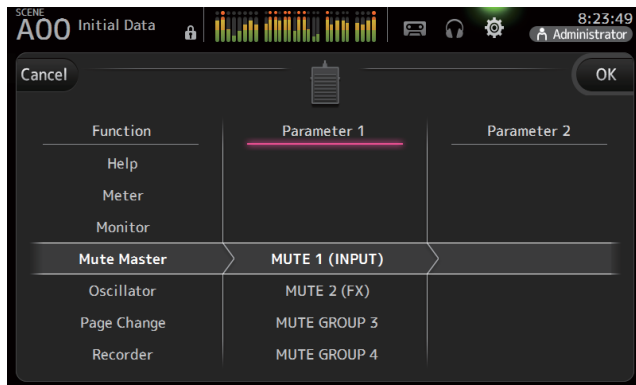 SCENE
A00 Initial Data
8:23:49
Administrator
Cancel
OK
Function Parameter 1 Parameter 2
Help
Meter
Monitor
Mute Master MUTE 1 (INPUT)
Oscillator MUTE 2 (FX)
Page Change MUTE GROUP 3
Recorder MUTE GROUP 4